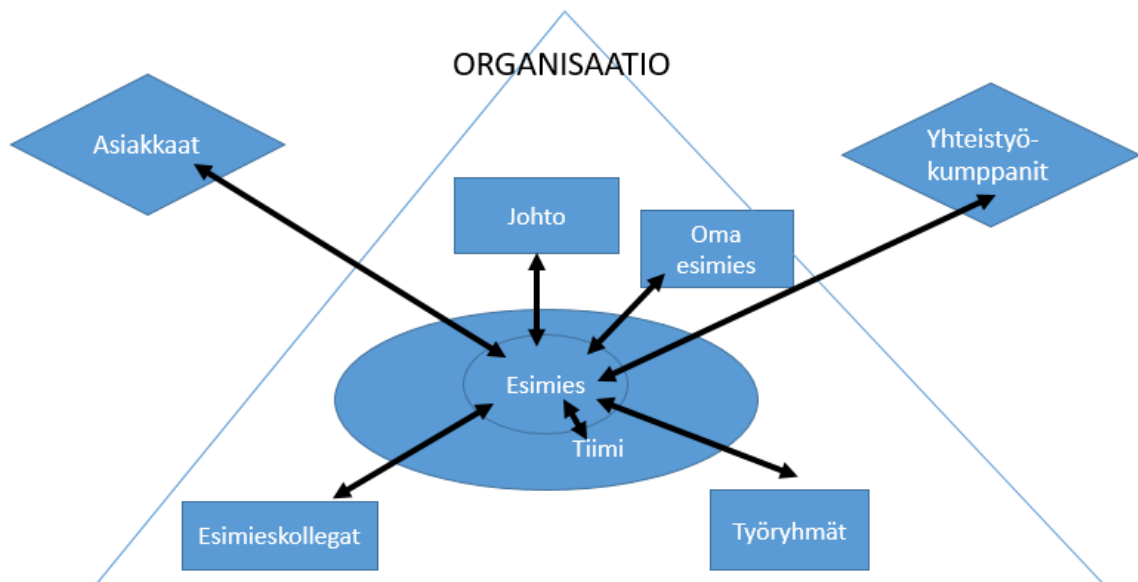 ORGANISAATIO
Asiakkaat
Yhteistyö-
kumppanit
Johto
Oma
esimies
Esimies
Tiimi
Esimieskollegat
Työryhmät